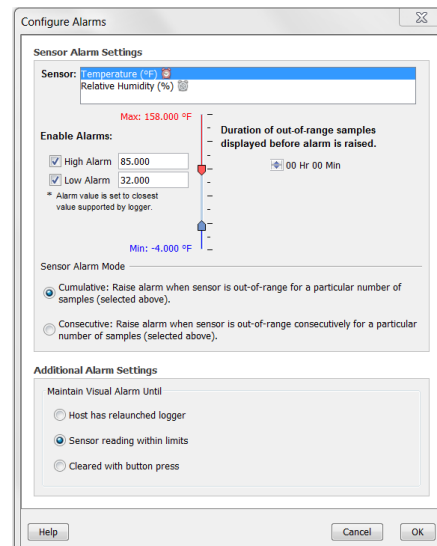 Configure Alarms
Sensor Alarm Settings
Sensor: Temperature (ºF)
Relative Humidity (%)
Max: 158.000 ºF
Enable Alarms:
Duration of out-of-range samples
displayed before alarm is raised.
High Alarm 85.000
00 Hr 00 Min
Low Alarm 32.000
* Alarm value is set to closest
value supported by logger.
Min: -4.000 ºF
Sensor Alarm Mode
Cumulative: Raise alarm when sensor is out-of-range for a particular number of
samples (selected above).
Consecutive: Raise alarm when sensor is out-of-range consecutively for a particular
number of samples (selected above).
Additional Alarm Settings
Maintain Visual Alarm Until
Host has relaunched logger
Sensor reading within limits
Cleared with button press
Help
Cancel
OK